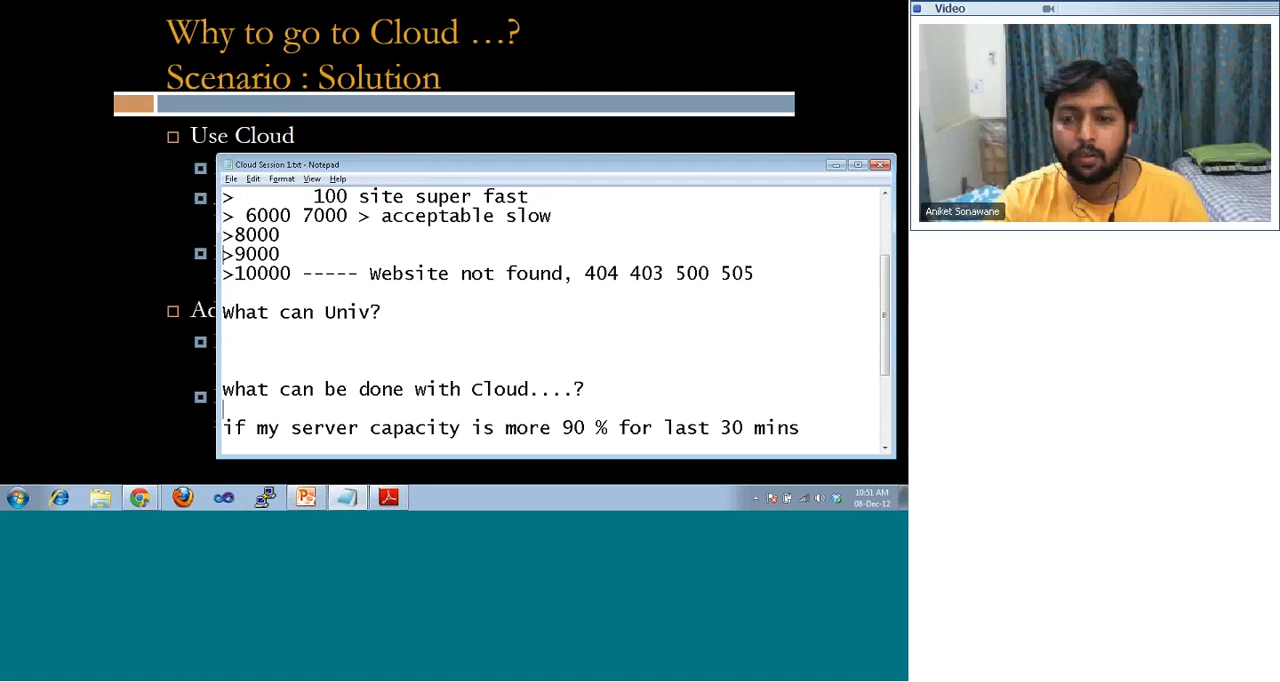 Why to go to Cloud …?
Scenario : Solution
Use Cloud
Cloud Session 1.txt - Notepad
File Edit Format View Help
> 100 site super fast
> 6000 7000 > acceptable slow
>8000
>9000
>10000 ----- Website not found, 404 403 500 505
What can Univ?
what can be done with Cloud....?
if my server capacity is more 90 % for last 30 mins
10:51 AM
08-Dec-12
Video
Aniket Sonawane